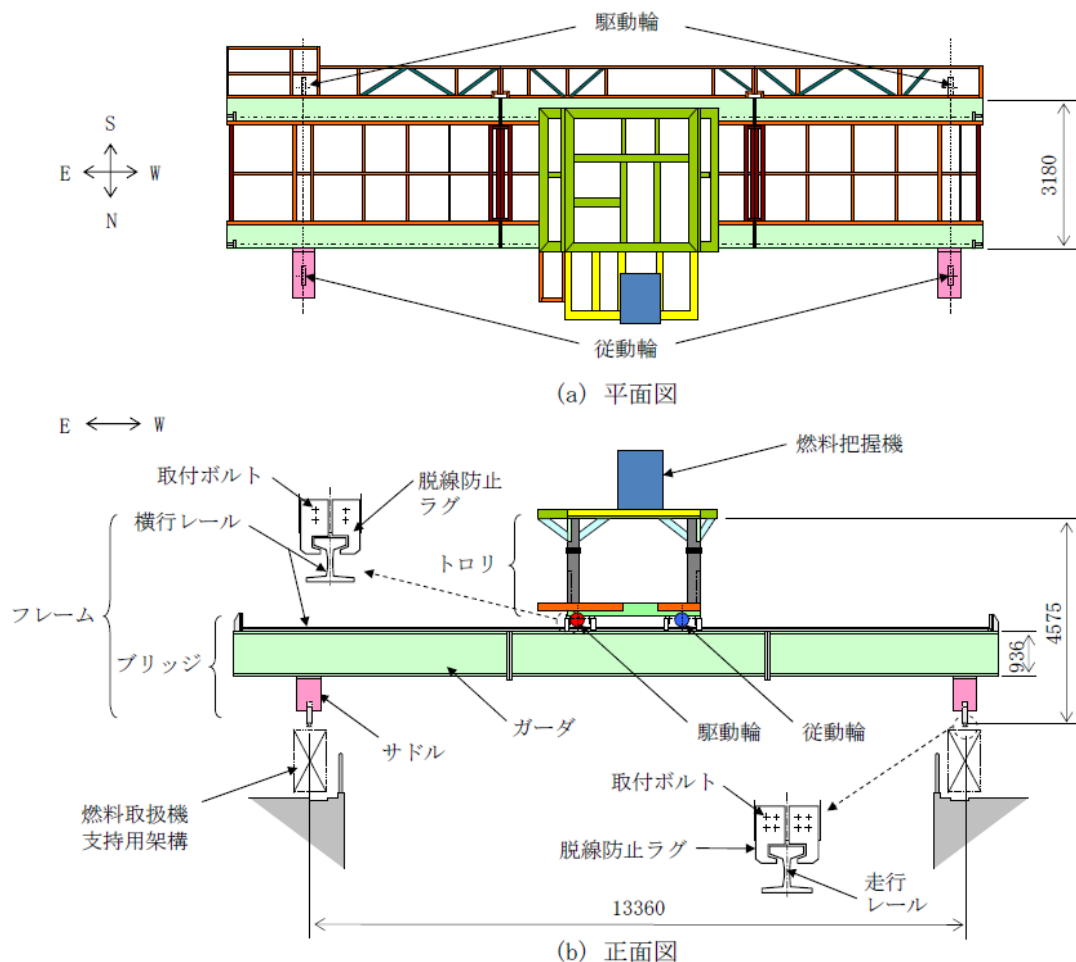 駆動輪
S
E W
N
3180
従動輪
(a) 平面図
E W
燃料把握機
取付ボルト
脱線防止
ラグ
横行レール
トロリ
フレーム
ブリッジ
4575
936
ガーダ
サドル
駆動輪
従動輪
燃料取扱機
支持用架構
取付ボルト
脱線防止ラグ
走行
レール
13360
(b) 正面図